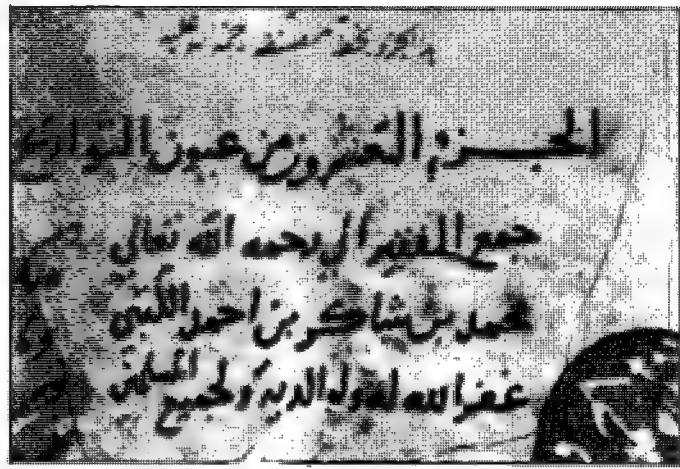 الجزء العشرون من عيون التواريخ
جمع الفقير الى رحمه الله تعالى
محمد بن شاكر بن احمد الكتبي
غفر الله له ولوالديه ولجميع المسلمين